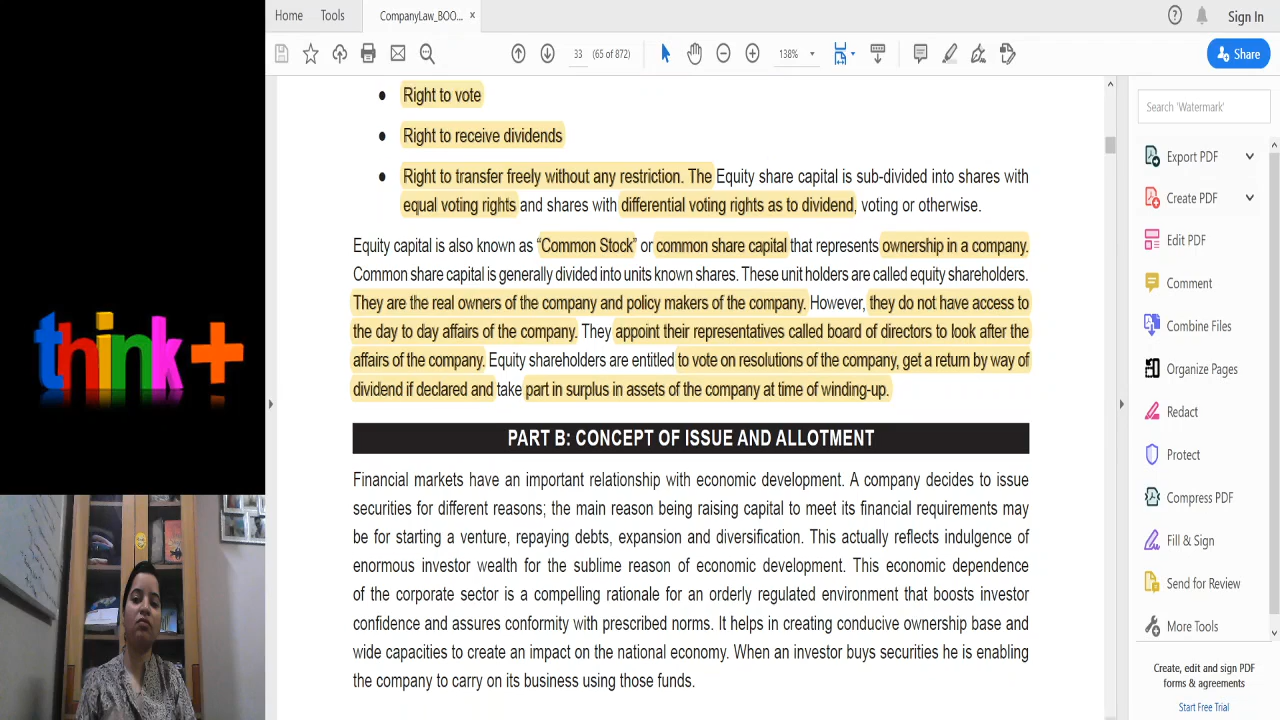 Home Tools CompanyLaw_BOO... ×
Sign In
33 (65 of 872) 138%
Share
Search 'Watermark'
Export PDF
Create PDF
Edit PDF
Comment
Combine Files
Organize Pages
Redact
Protect
Compress PDF
Fill & Sign
Send for Review
More Tools
Create, edit and sign PDF
forms & agreements
Start Free Trial
think+
• Right to vote
• Right to receive dividends
• Right to transfer freely without any restriction. The Equity share capital is sub-divided into shares with
equal voting rights and shares with differential voting rights as to dividend, voting or otherwise.
Equity capital is also known as “Common Stock” or common share capital that represents ownership in a company.
Common share capital is generally divided into units known shares. These unit holders are called equity shareholders.
They are the real owners of the company and policy makers of the company. However, they do not have access to
the day to day affairs of the company. They appoint their representatives called board of directors to look after the
affairs of the company. Equity shareholders are entitled to vote on resolutions of the company, get a return by way of
dividend if declared and take part in surplus in assets of the company at time of winding-up.
PART B: CONCEPT OF ISSUE AND ALLOTMENT
Financial markets have an important relationship with economic development. A company decides to issue
securities for different reasons; the main reason being raising capital to meet its financial requirements may
be for starting a venture, repaying debts, expansion and diversification. This actually reflects indulgence of
enormous investor wealth for the sublime reason of economic development. This economic dependence
of the corporate sector is a compelling rationale for an orderly regulated environment that boosts investor
confidence and assures conformity with prescribed norms. It helps in creating conducive ownership base and
wide capacities to create an impact on the national economy. When an investor buys securities he is enabling
the company to carry on its business using those funds.